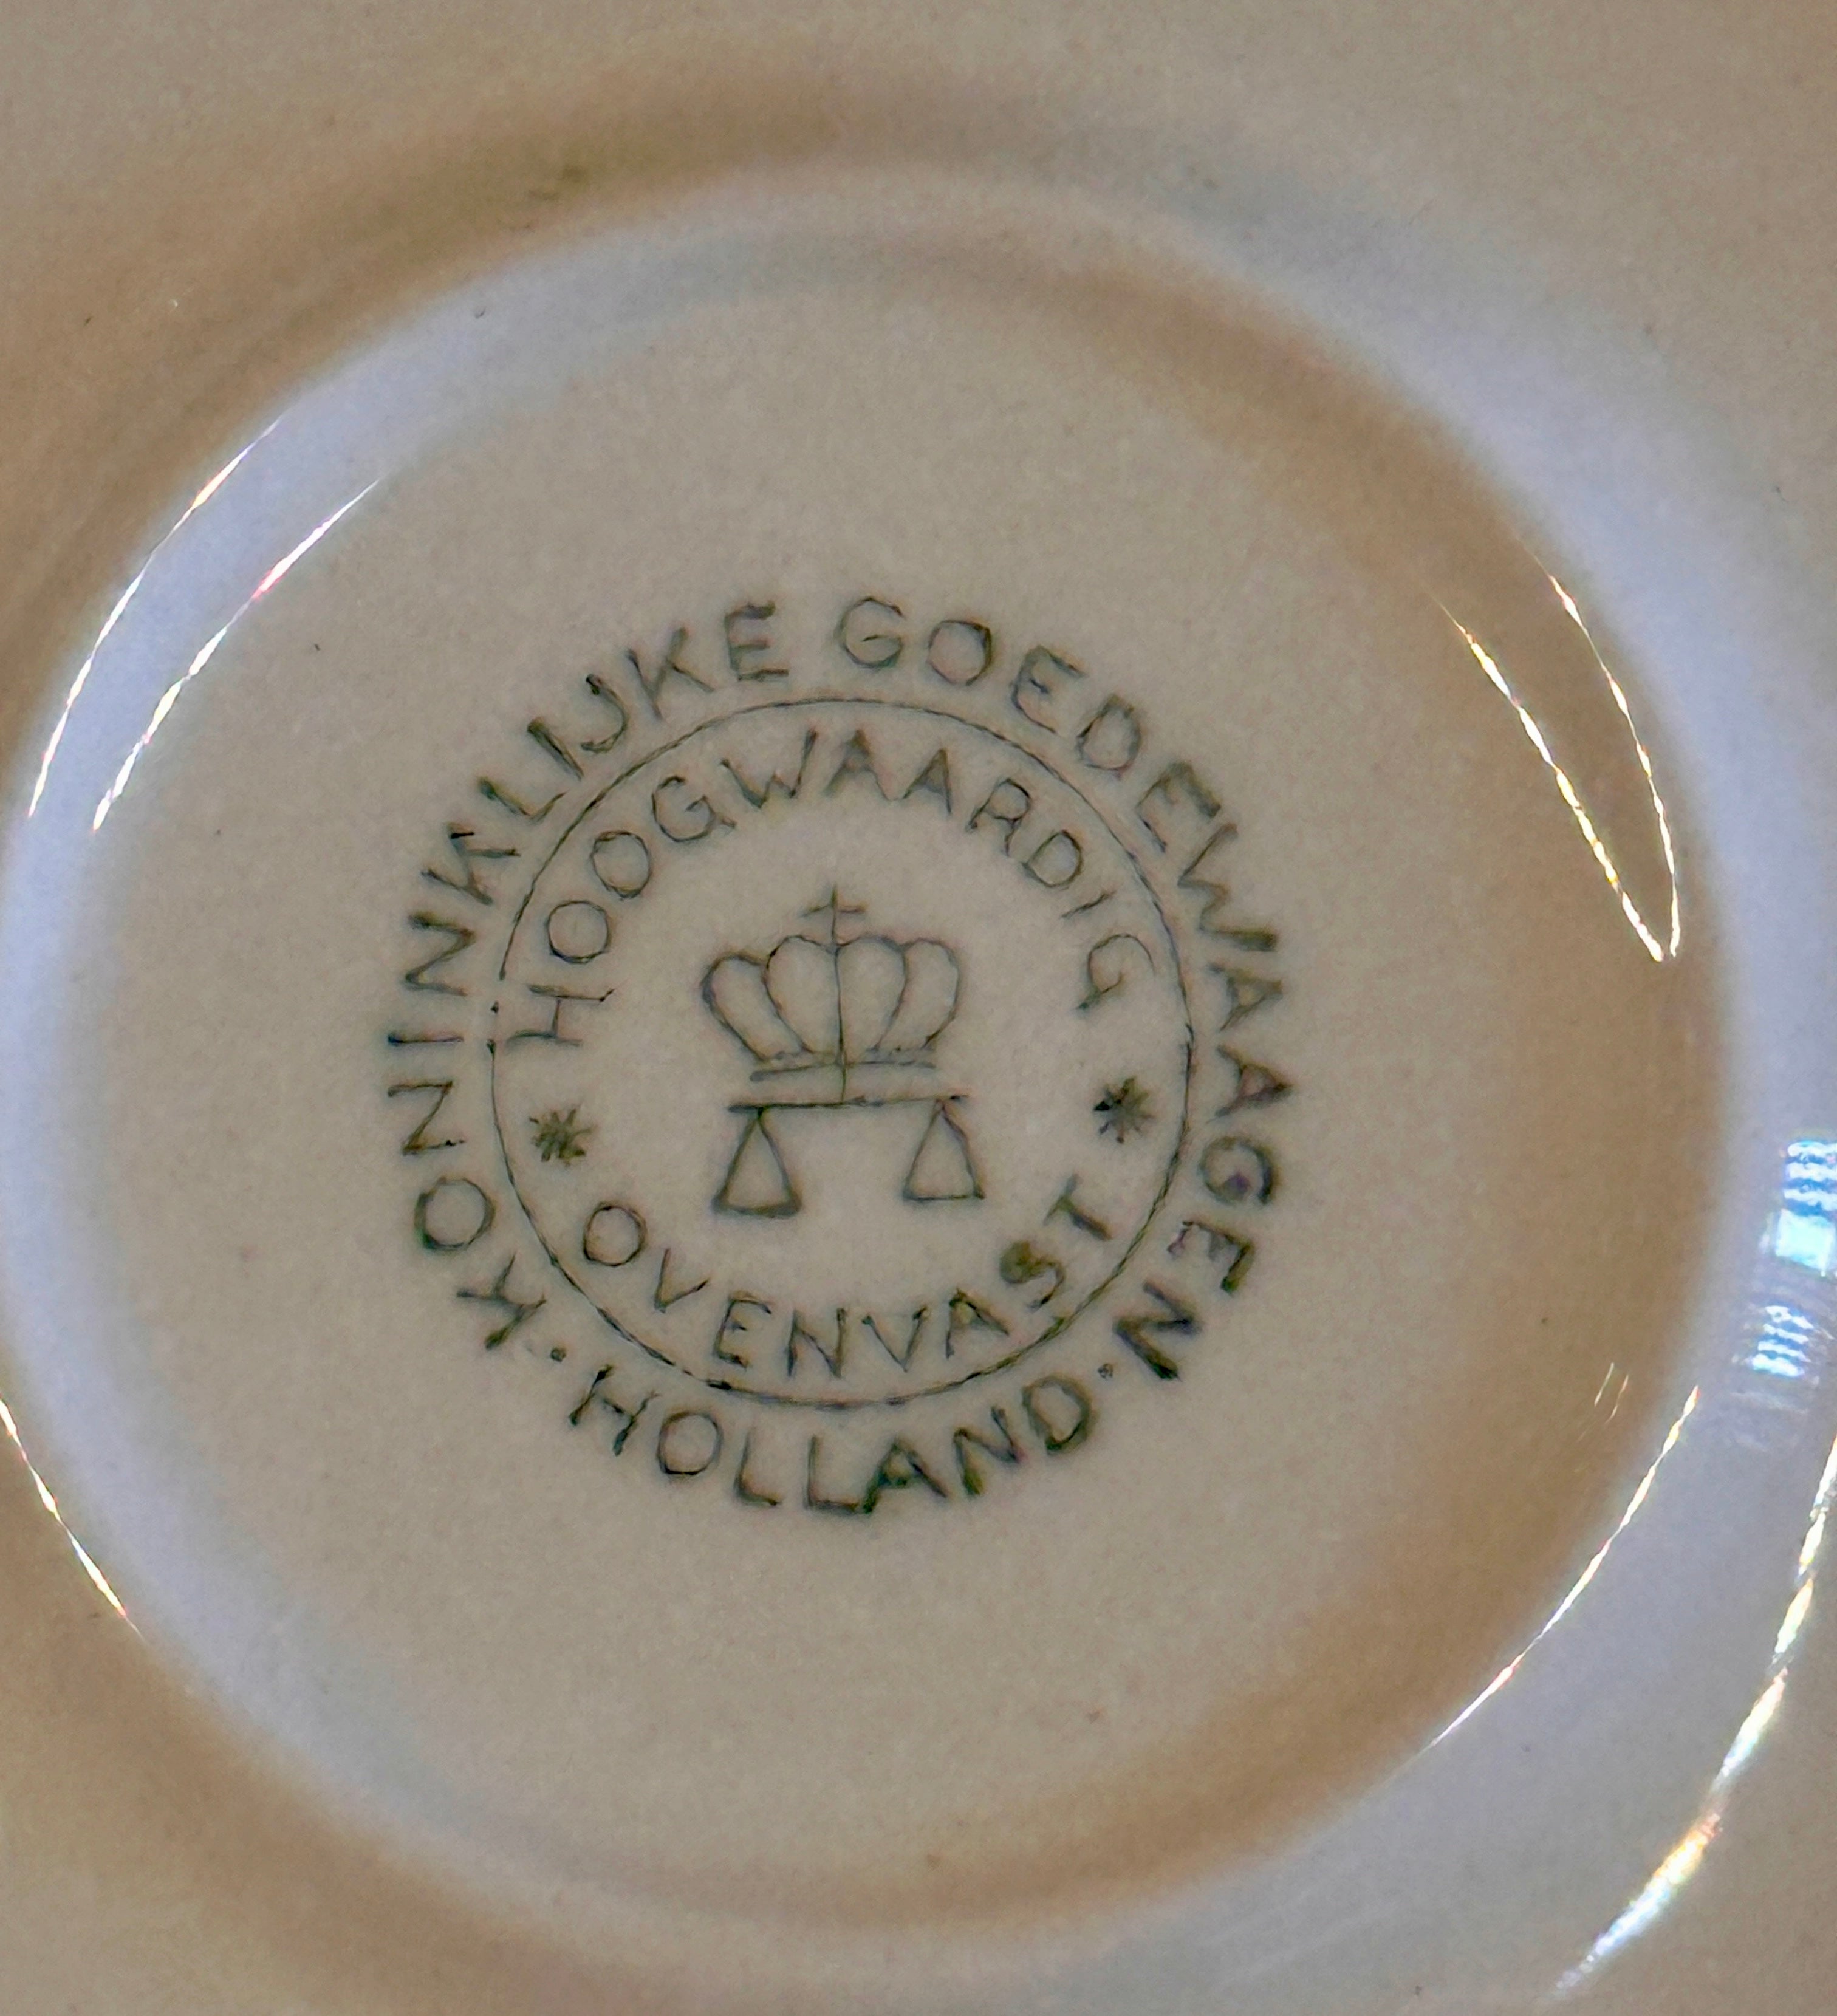 KONINKLIJKE GOEDEWAAGEN
·HOLLAND·
HOOGWAARDIG
* OVENVAST *